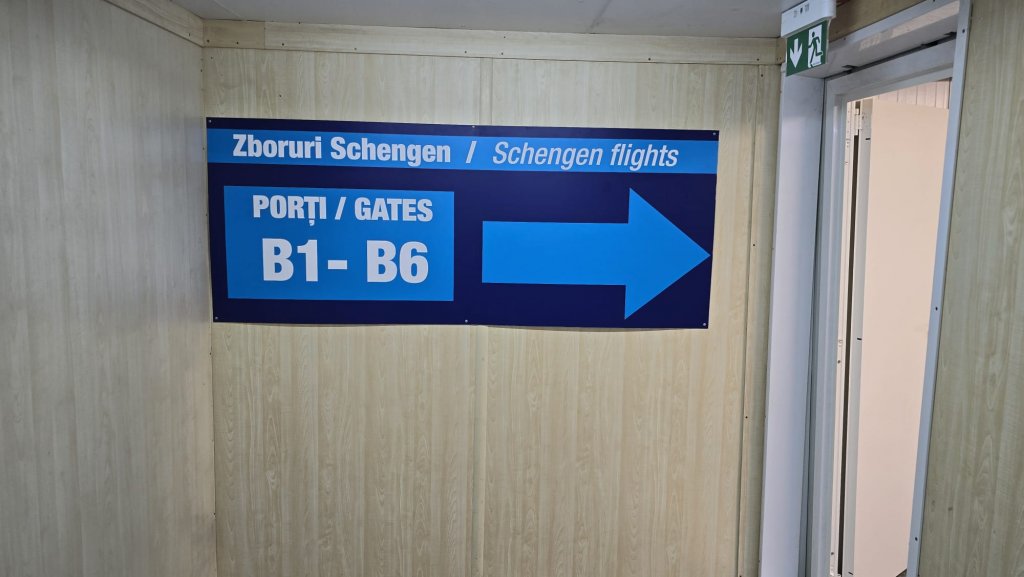 Zboruri Schengen / Schengen flights
PORȚI / GATES
B1- B6